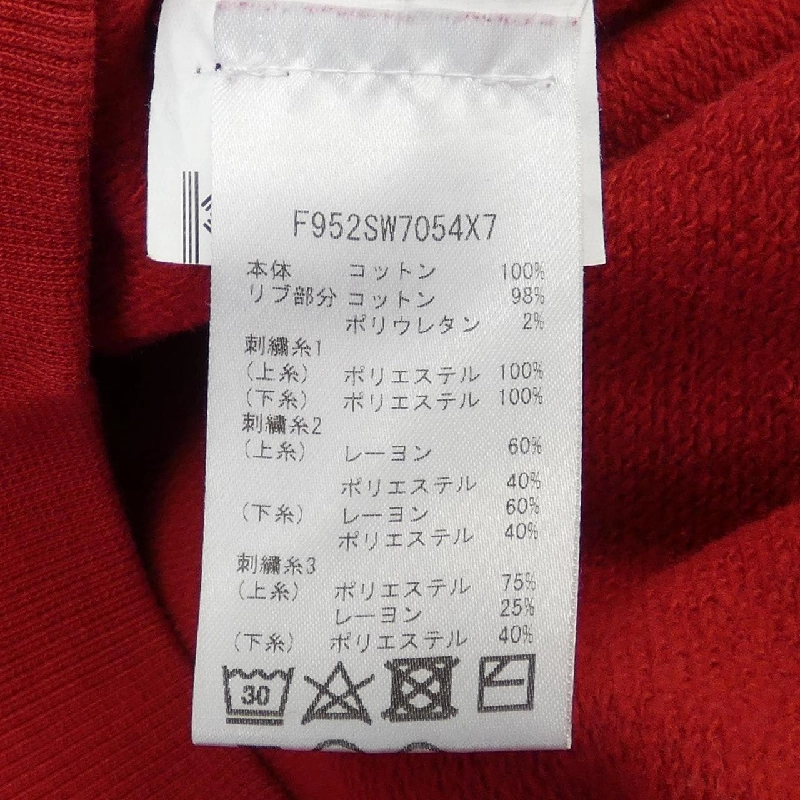 F952SW7054X7
本体 コットン 100%
リブ部分 コットン 98%
ポリウレタン 2%
刺繍糸1
(上糸) ポリエステル 100%
(下糸) ポリエステル 100%
刺繍糸2
(上糸) レーヨン 60%
ポリエステル 40%
(下糸) レーヨン 60%
ポリエステル 40%
刺繍糸3
(上糸) ポリエステル 75%
レーヨン 25%
(下糸) ポリエステル 40%
30